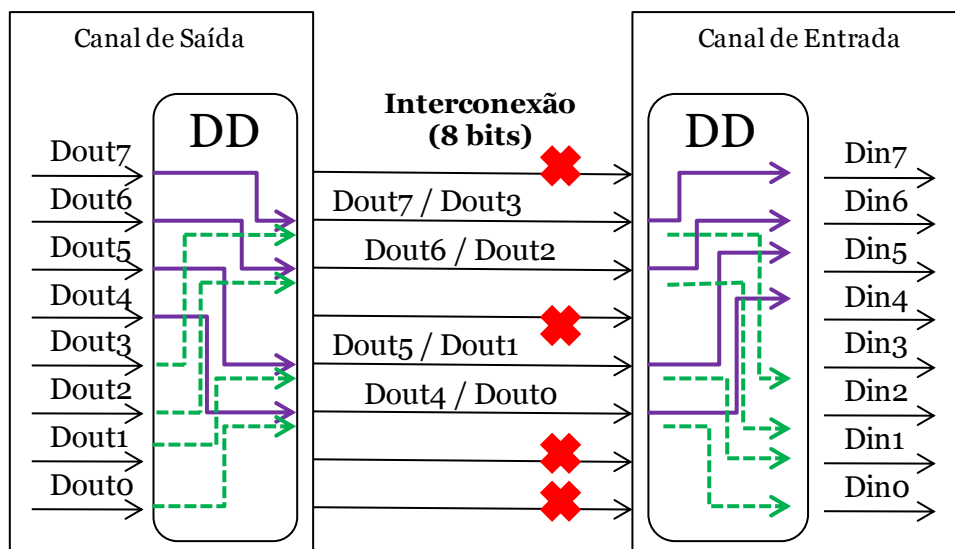 Canal de Saída
DD
Dout7
Dout6
Dout5
Dout4
Dout3
Dout2
Dout1
Dout0
Interconexão
(8 bits)
Dout7 / Dout3
Dout6 / Dout2
Dout5 / Dout1
Dout4 / Dout0
Canal de Entrada
DD
Din7
Din6
Din5
Din4
Din3
Din2
Din1
Din0